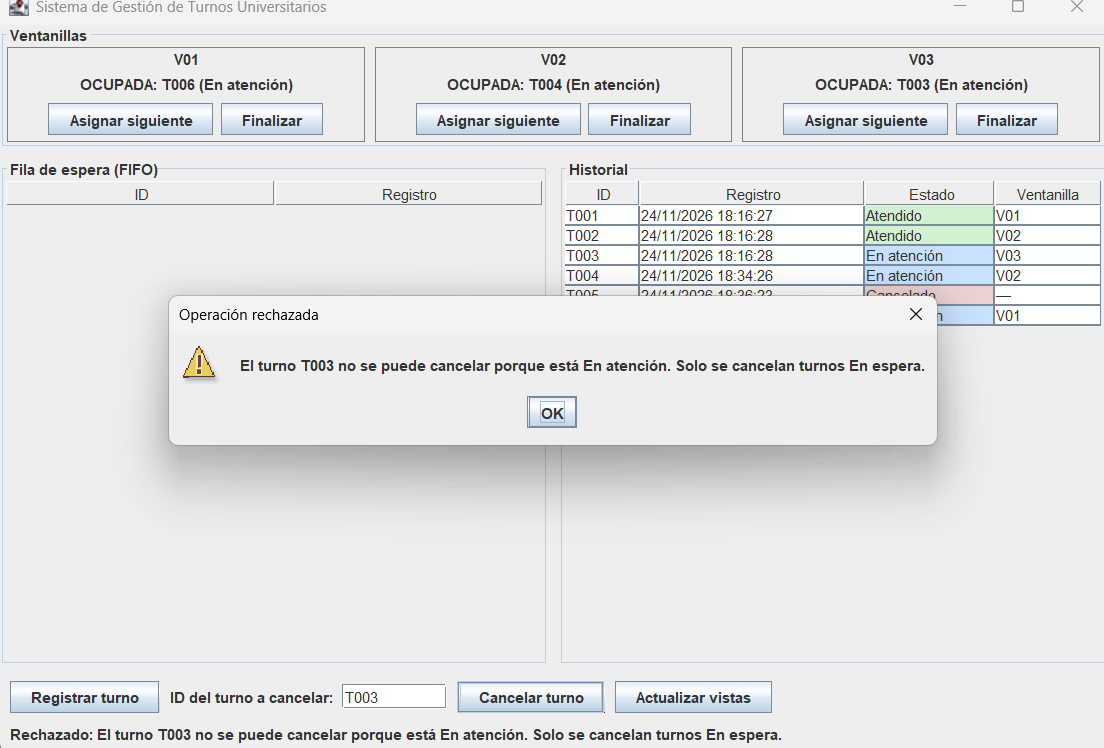 Sistema de Gestión de Turnos Universitarios
Ventanillas
V01
OCUPADA: T006 (En atención)
Asignar siguiente Finalizar
V02
OCUPADA: T004 (En atención)
Asignar siguiente Finalizar
V03
OCUPADA: T003 (En atención)
Asignar siguiente Finalizar
Fila de espera (FIFO)
ID Registro
Historial
ID Registro Estado Ventanilla
T001 24/11/2026 18:16:27 Atendido V01
T002 24/11/2026 18:16:28 Atendido V02
T003 24/11/2026 18:16:28 En atención V03
T004 24/11/2026 18:34:26 En atención V02
T005 24/11/2026 Cancelado —
V01
Operación rechazada
El turno T003 no se puede cancelar porque está En atención. Solo se cancelan turnos En espera.
OK
Registrar turno ID del turno a cancelar: T003 Cancelar turno Actualizar vistas
Rechazado: El turno T003 no se puede cancelar porque está En atención. Solo se cancelan turnos En espera.